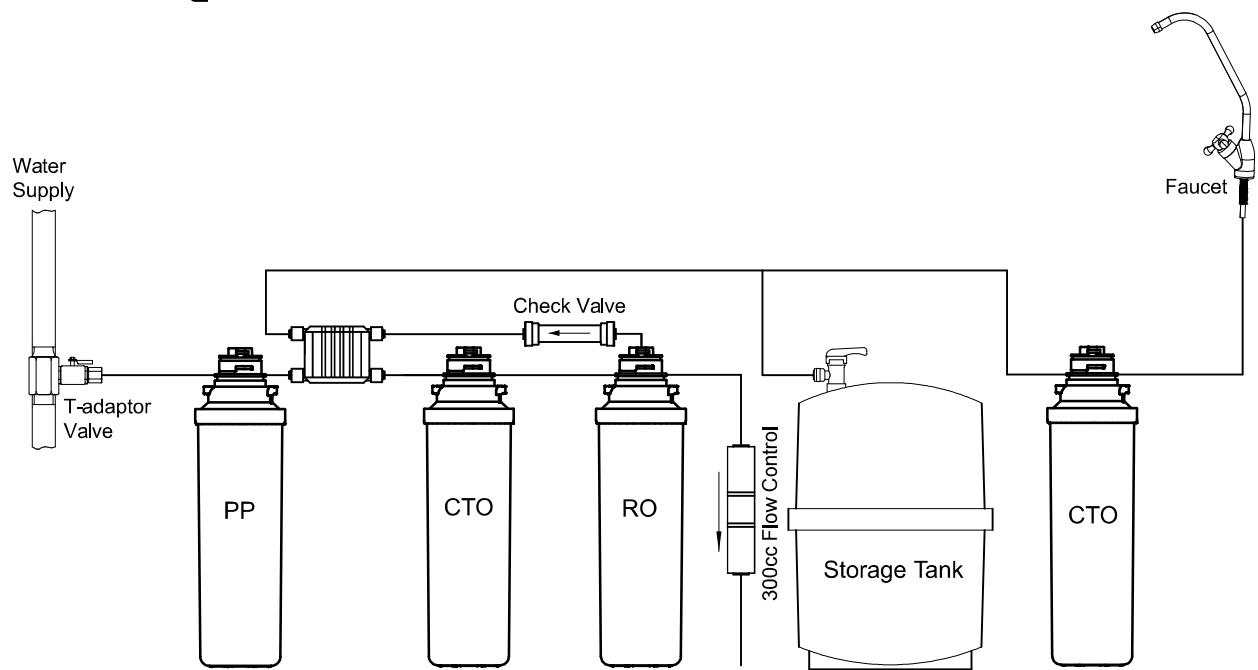 Water
Supply
Faucet
Check Valve
T-adaptor
Valve
PP
CTO
RO
300cc Flow Control
Storage Tank
CTO